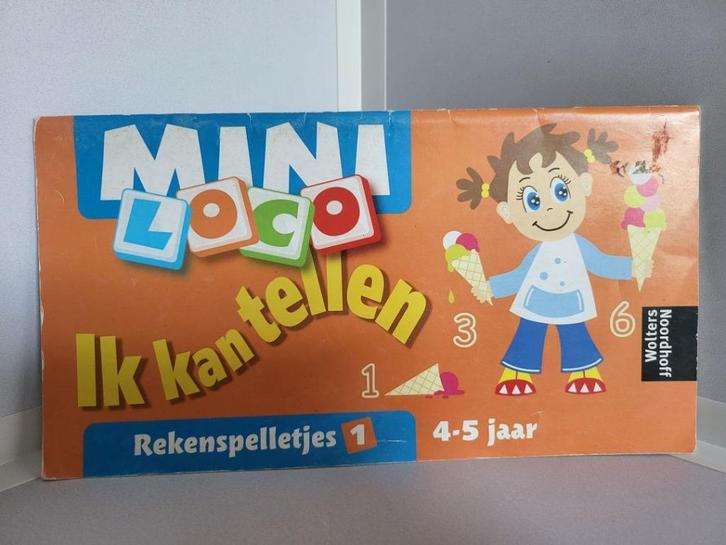 MINI
LOCO
Ik kan tellen
1
3
6
Rekenspelletjes 1
4-5 jaar
Wolters
Noordhoff